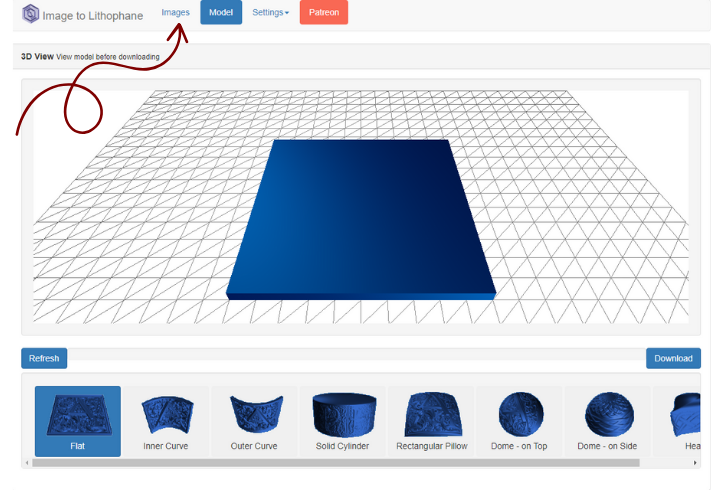 Image to Lithophane Images Model Settings Patreon
3D View View model before downloading
Refresh Download
Flat Inner Curve Outer Curve Solid Cylinder Rectangular Pillow Dome - on Top Dome - on Side Hea